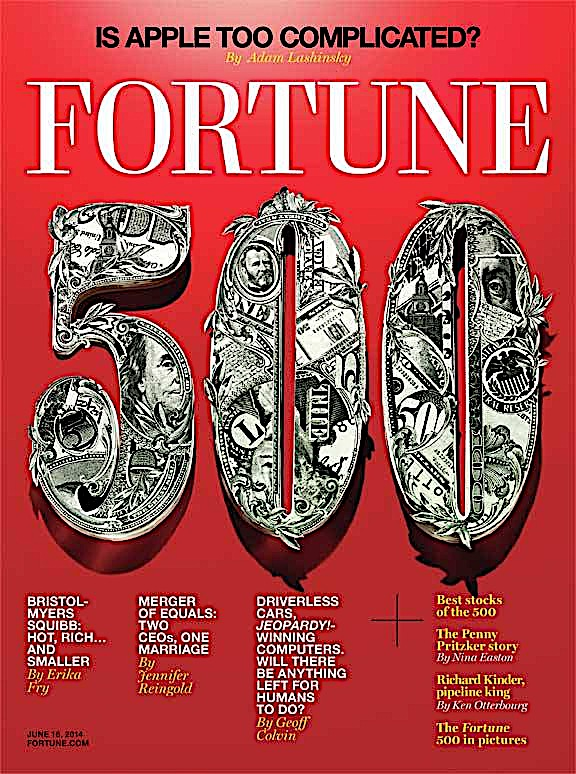 IS APPLE TOO COMPLICATED?
By Adam Lashinsky
FORTUNE
500
BRISTOL-
MYERS
SQUIBB:
HOT, RICH...
AND
SMALLER
By Erika
Fry
MERGER
OF EQUALS:
TWO
CEOs, ONE
MARRIAGE
By
Jennifer
Reingold
DRIVERLESS
CARS,
JEOPARDY!-
WINNING
COMPUTERS.
WILL THERE
BE ANYTHING
LEFT FOR
HUMANS
TO DO?
By Geoff
Colvin
+
Best stocks
of the 500
The Penny
Pritzker story
By Nina Easton
Richard Kinder,
pipeline king
By Ken Otterbourg
The Fortune
500 in pictures
JUNE 16, 2014
FORTUNE.COM